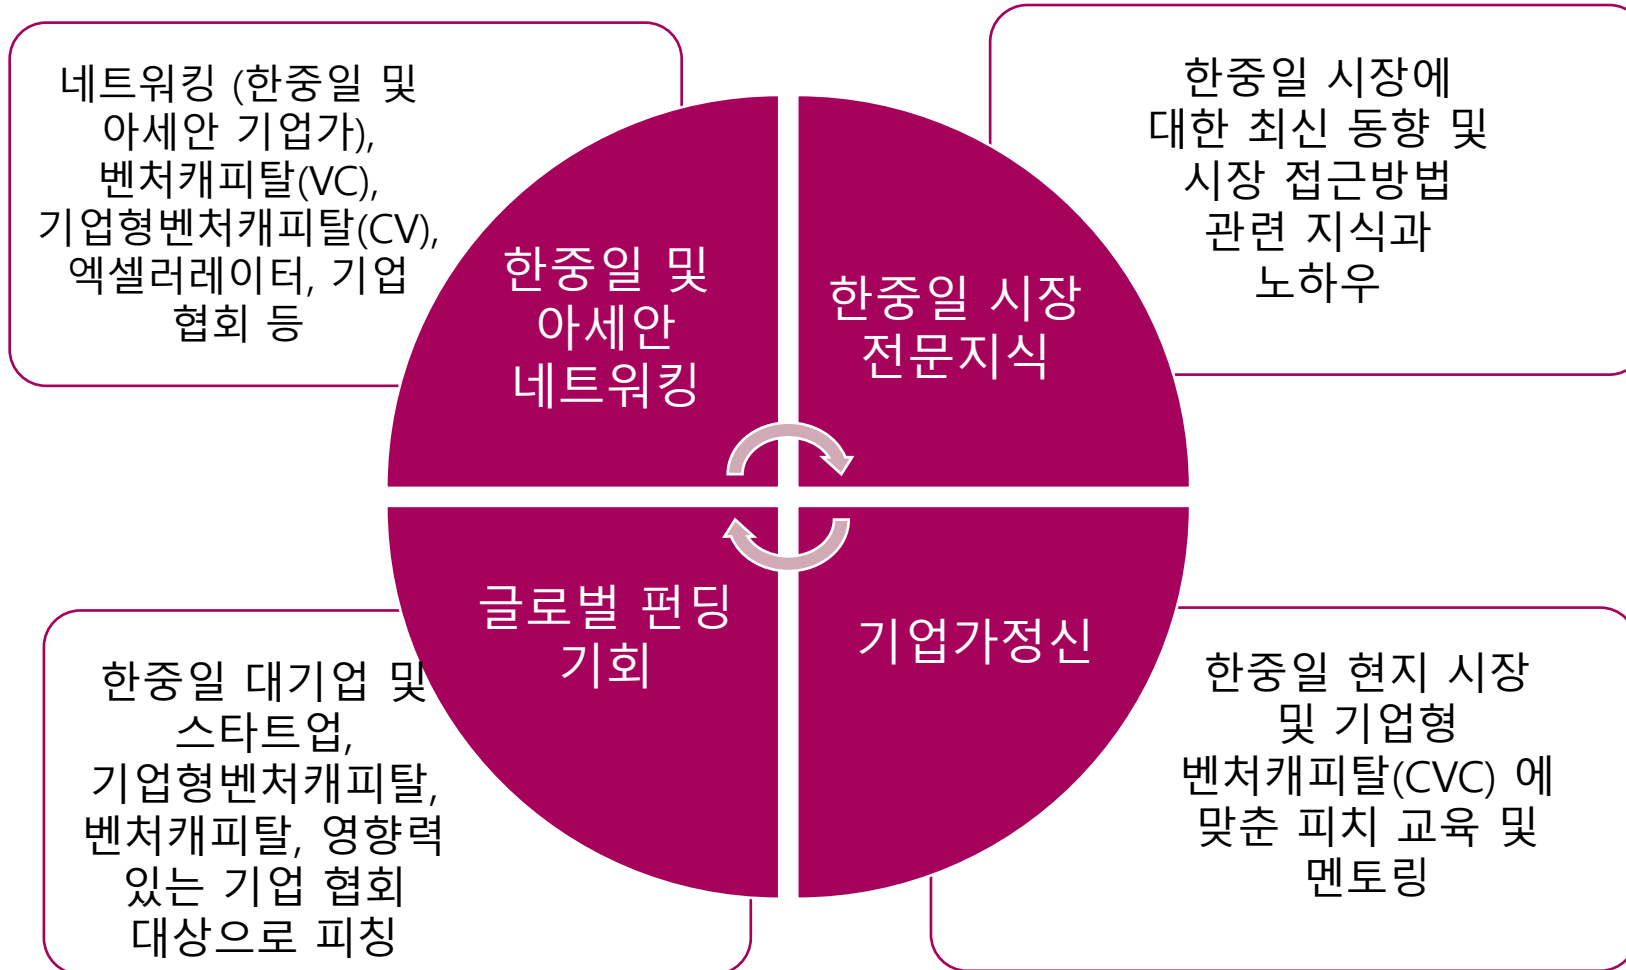 네트워킹 (한중일 및
아세안 기업가),
벤처캐피탈(VC),
기업형벤처캐피탈(CV),
엑셀러레이터, 기업
협회 등
한중일 시장에
대한 최신 동향 및
시장 접근방법
관련 지식과
노하우
한중일 및
아세안
네트워킹
한중일 시장
전문지식
글로벌 펀딩
기회
기업가정신
한중일 대기업 및
스타트업,
기업형벤처캐피탈,
벤처캐피탈, 영향력
있는 기업 협회
대상으로 피칭
한중일 현지 시장
및 기업형
벤처캐피탈(CVC) 에
맞춘 피치 교육 및
멘토링